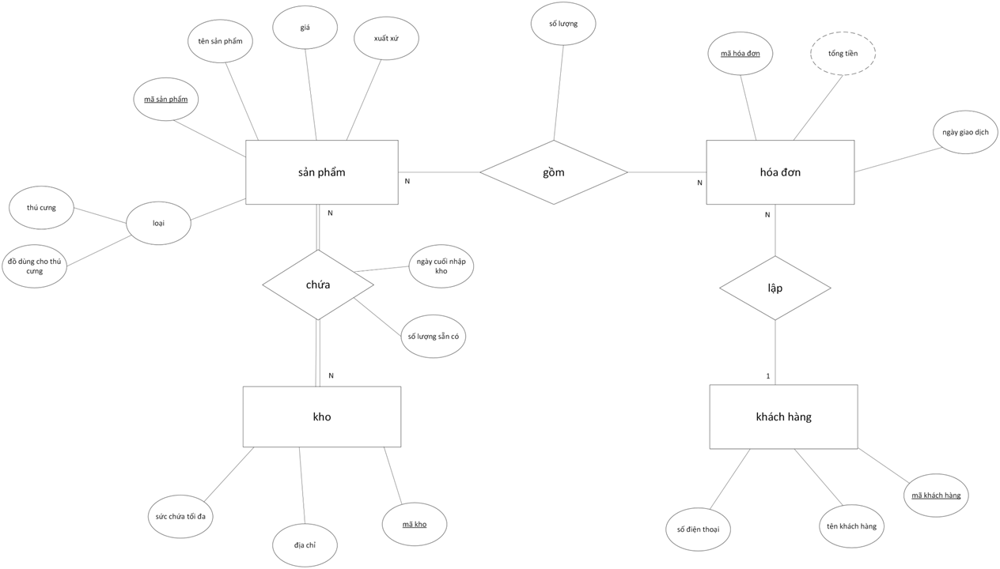 số lượng
giá
xuất xứ
tên sản phẩm
mã hóa đơn
tổng tiền
mã sản phẩm
ngày giao dịch
sản phẩm
gồm
hóa đơn
N
N
thú cưng
loại
N
N
đồ dùng cho thú
cưng
ngày cuối nhập
kho
chứa
lập
số lượng sẵn có
N
1
kho
khách hàng
mã khách hàng
sức chứa tối đa
mã kho
số điện thoại
tên khách hàng
địa chỉ